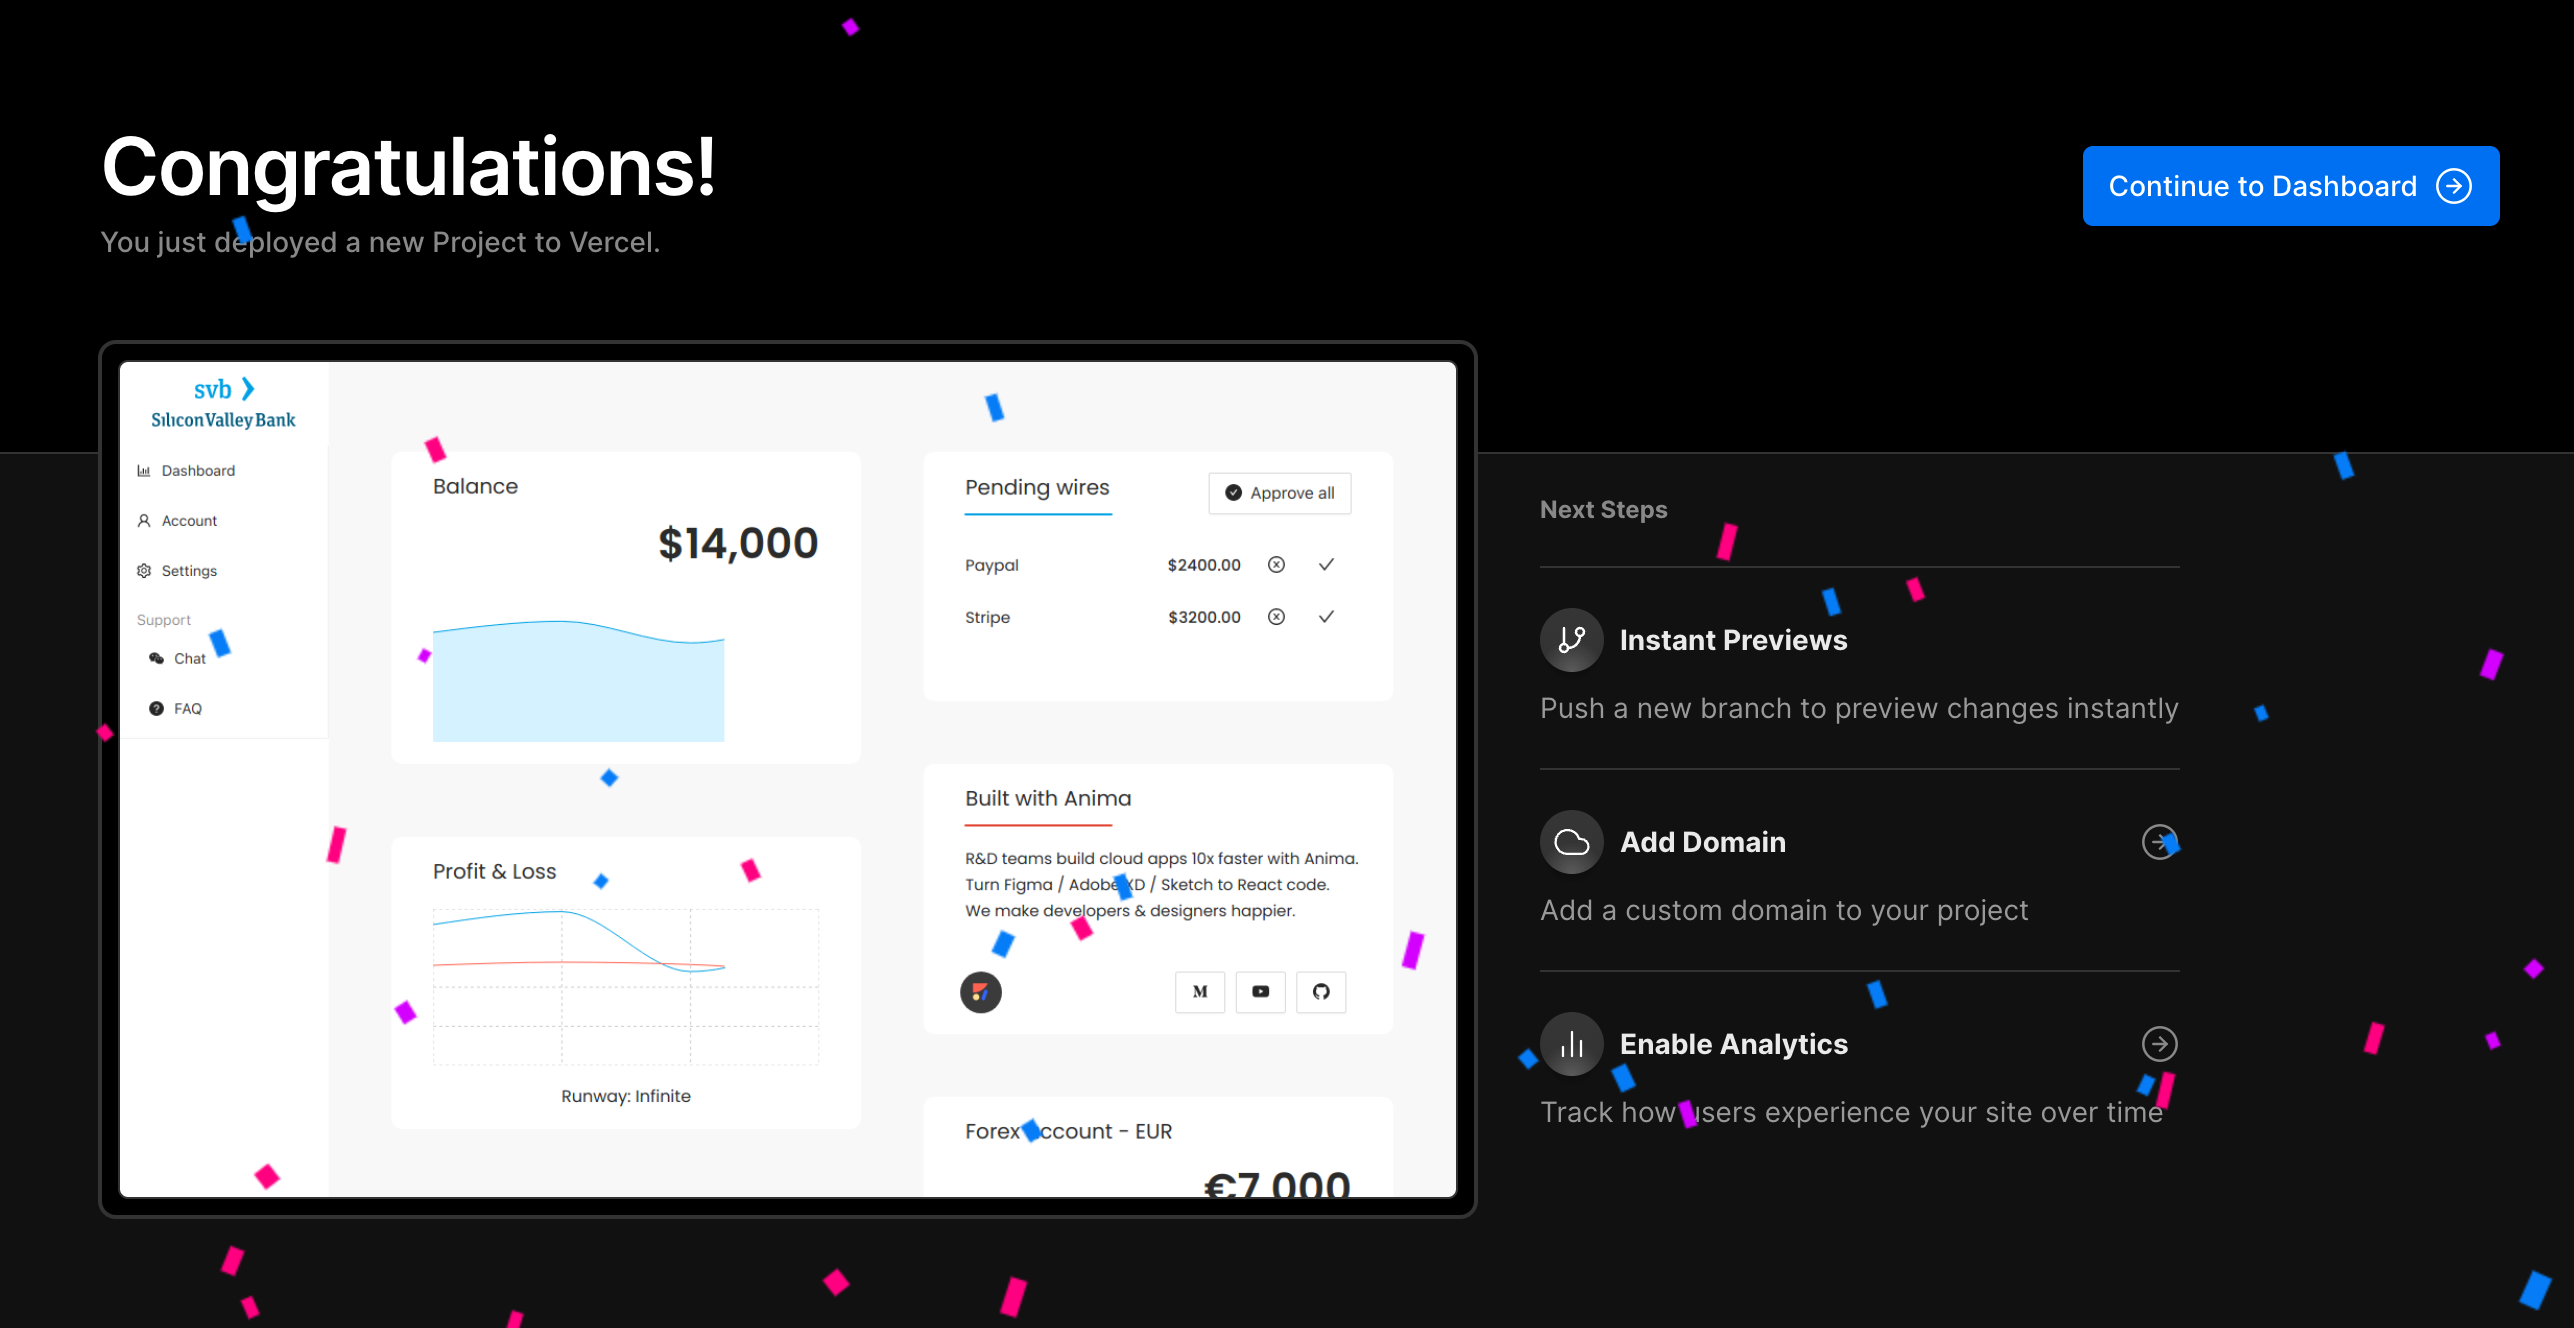 Congratulations!
You just deployed a new Project to Vercel.
Continue to Dashboard
svb
Silicon Valley Bank
Dashboard
Account
Settings
Support
Chat
FAQ
Balance
$14,000
Profit & Loss
Runway: Infinite
Pending wires
Approve all
Paypal $2400.00
Stripe $3200.00
Built with Anima
R&D teams build cloud apps 10x faster with Anima.
Turn Figma / Adobe XD / Sketch to React code.
We make developers & designers happier.
Forex account - EUR
€7,000
Next Steps
Instant Previews
Push a new branch to preview changes instantly
Add Domain
Add a custom domain to your project
Enable Analytics
Track how users experience your site over time